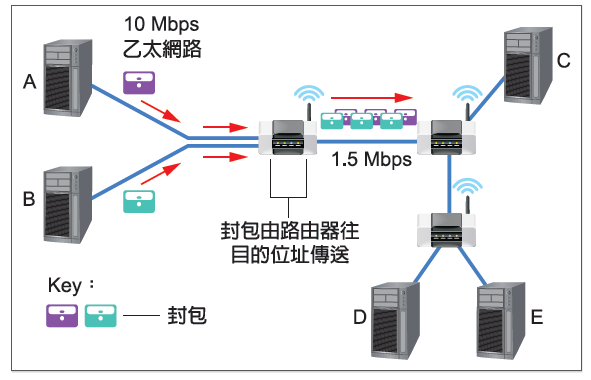 10 Mbps
乙太網路
A
C
1.5 Mbps
B
封包由路由器往
目的位址傳送
Key：
封包
D
E